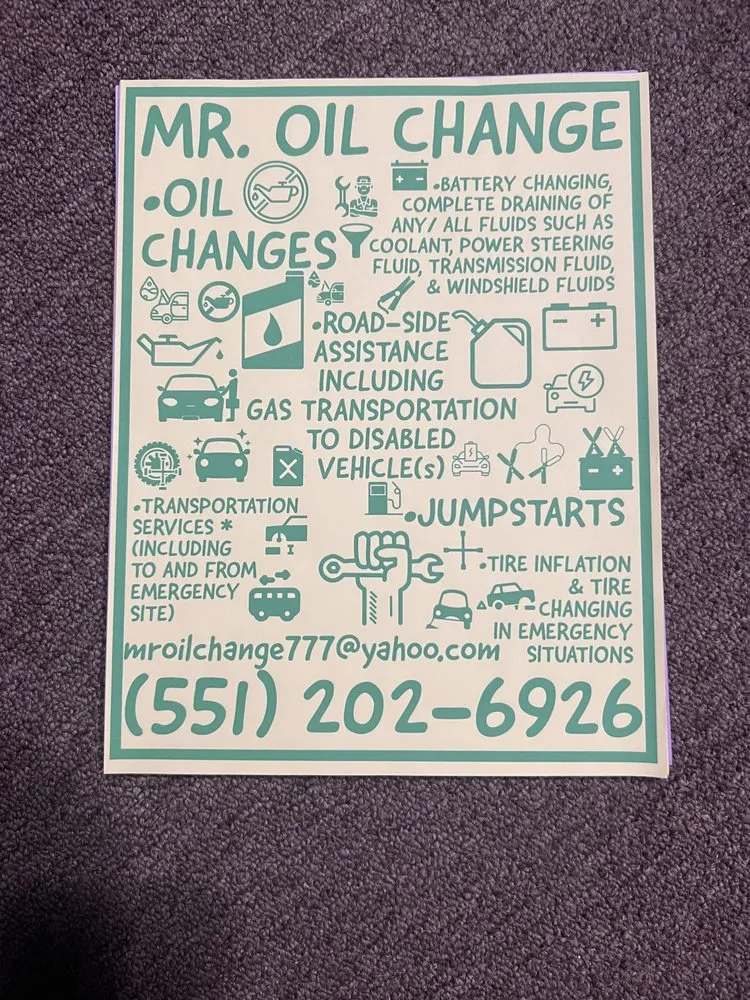 MR. OIL CHANGE
•OIL
CHANGES
•BATTERY CHANGING,
COMPLETE DRAINING OF
ANY/ ALL FLUIDS SUCH AS
COOLANT, POWER STEERING
FLUID, TRANSMISSION FLUID,
& WINDSHIELD FLUIDS
•ROAD-SIDE
ASSISTANCE
INCLUDING
GAS TRANSPORTATION
TO DISABLED
VEHICLE(s)
•JUMPSTARTS
•TRANSPORTATION
SERVICES *
(INCLUDING
TO AND FROM
EMERGENCY
SITE)
•TIRE INFLATION
& TIRE
CHANGING
IN EMERGENCY
SITUATIONS
mroilchange777@yahoo.com
(551) 202-6926